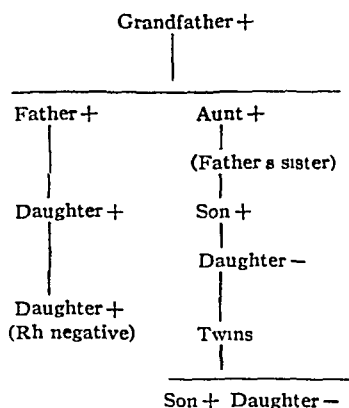 Grandfather +
Father + Aunt +
(Father s sister)
Daughter + Son +
Daughter −
Daughter +
(Rh negative) Twins
Son + Daughter −